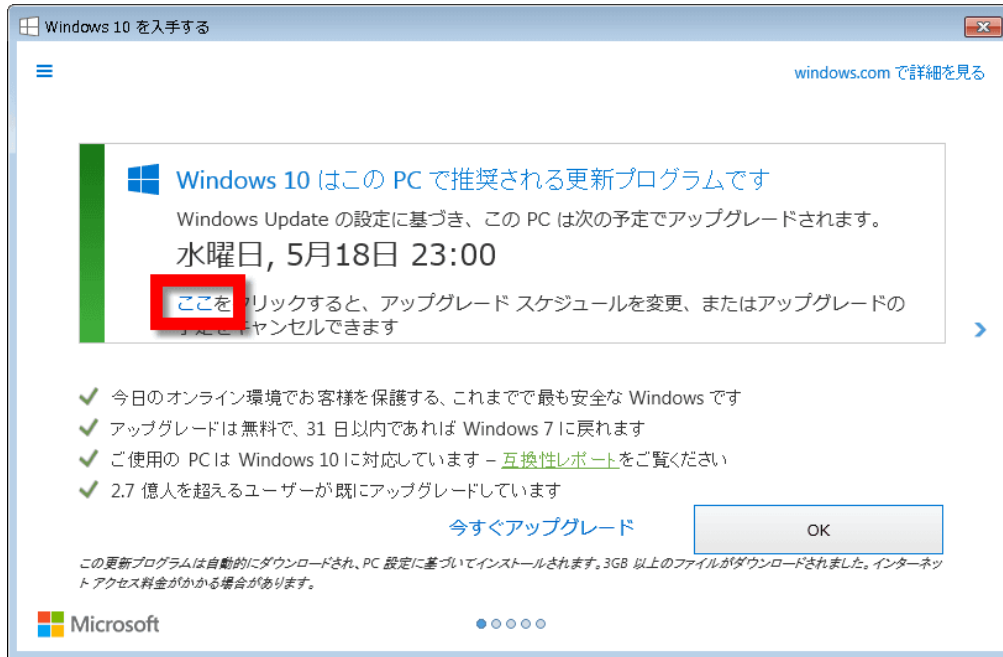 Windows 10 を入手する
windows.com で詳細を見る
Windows 10 はこの PC で推奨される更新プログラムです
Windows Update の設定に基づき、この PC は次の予定でアップグレードされます。
水曜日, 5月18日 23:00
ここをクリックすると、アップグレード スケジュールを変更、またはアップグレードの
予定をキャンセルできます
今日のオンライン環境でお客様を保護する、これまでで最も安全な Windows です
アップグレードは無料で、31 日以内であれば Windows 7 に戻れます
ご使用の PC は Windows 10 に対応しています – 互換性レポートをご覧ください
2.7 億人を超えるユーザーが既にアップグレードしています
今すぐアップグレード
OK
この更新プログラムは自動的にダウンロードされ、PC 設定に基づいてインストールされます。3GB 以上のファイルがダウンロードされました。インターネッ
ト アクセス料金がかかる場合があります。
Microsoft